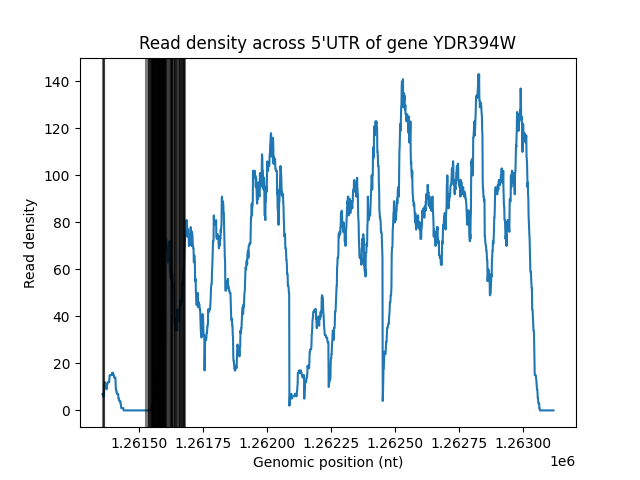 Read density across 5'UTR of gene YDR394W
Read density
140
120
100
80
60
40
20
0
1.26150 1.26175 1.26200 1.26225 1.26250 1.26275 1.26300
1e6
Genomic position (nt)